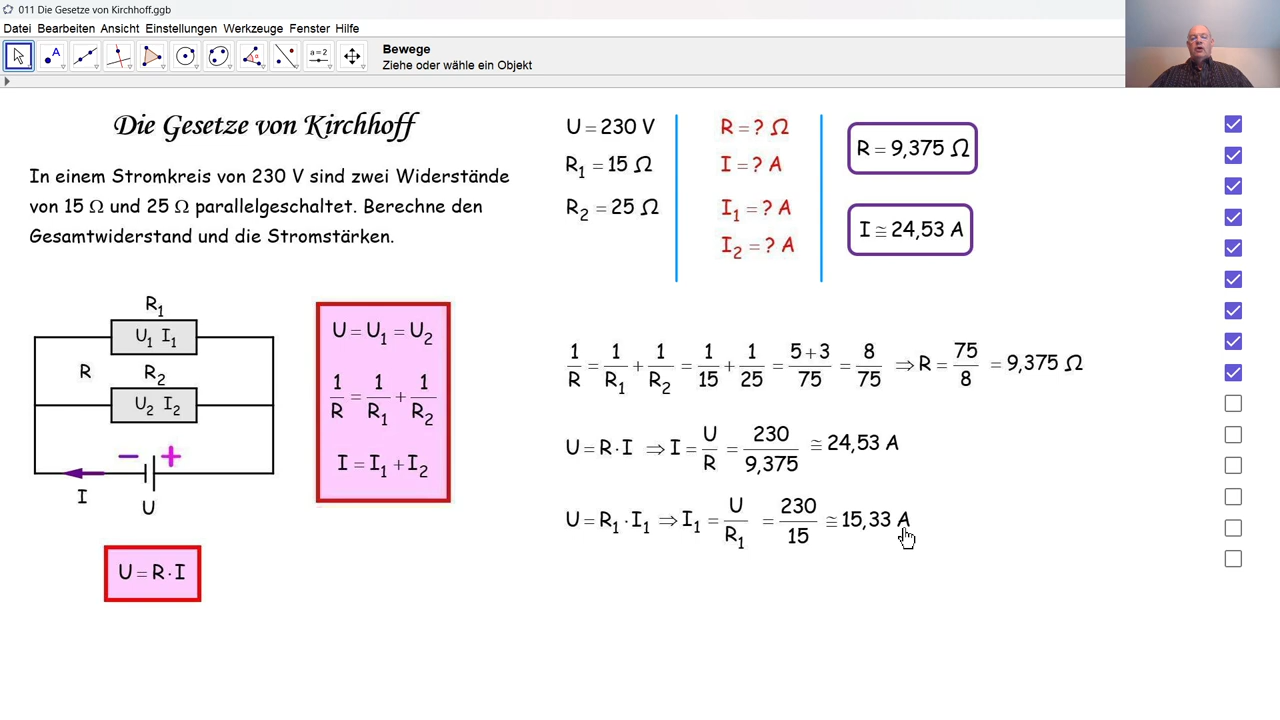 011 Die Gesetze von Kirchhoff.ggb
Datei Bearbeiten Ansicht Einstellungen Werkzeuge Fenster Hilfe
A
a=2
Bewege
Ziehe oder wähle ein Objekt
Die Gesetze von Kirchhoff
In einem Stromkreis von 230 V sind zwei Widerstände
von 15 Ω und 25 Ω parallelgeschaltet. Berechne den
Gesamtwiderstand und die Stromstärken.
U = 230 V
R₁ = 15 Ω
R₂ = 25 Ω
R = ? Ω
I = ? A
I₁ = ? A
I₂ = ? A
R = 9,375 Ω
I ≅ 24,53 A
R₁
U₁ I₁
R R₂
U₂ I₂
− +
I
U
U = U₁ = U₂
1/R = 1/R₁ + 1/R₂
I = I₁ + I₂
U = R · I
1/R = 1/R₁ + 1/R₂ = 1/15 + 1/25 = (5+3)/75 = 8/75 ⇒ R = 75/8 = 9,375 Ω
U = R · I ⇒ I = U/R = 230/9,375 ≅ 24,53 A
U = R₁ · I₁ ⇒ I₁ = U/R₁ = 230/15 ≅ 15,33 A